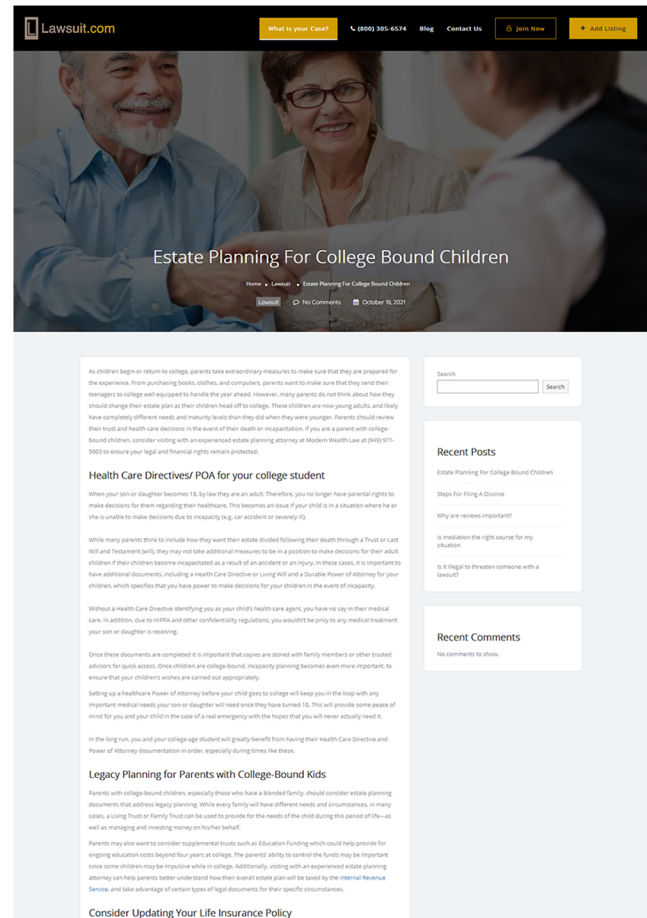 Lawsuit.com
What is your Case?
(800) 305-6574
Blog
Contact Us
Join Now
+ Add Listing
Estate Planning For College Bound Children
Home • Lawsuit • Estate Planning For College Bound Children
Lawsuit No Comments October 18, 2021
As children begin or return to college, parents take extraordinary measures to make sure that they are prepared for
the experience. From purchasing books, clothes, and computers, parents want to make sure that they send their
teenagers to college well-equipped to handle the year ahead. However, many parents do not think about how they
should change their estate plan as their children head off to college. These children are now young adults, and likely
have completely different needs and maturity levels than they did when they were younger. Parents should review
their trust and health care decisions in the event of their death or incapacitation. If you are a parent with college-
bound children, consider visiting with an experienced estate planning attorney at Modern Wealth Law at (949) 971-
5003 to ensure your legal and financial rights remain protected.
Health Care Directives/ POA for your college student
When your son or daughter becomes 18, by law they are an adult. Therefore, you no longer have parental rights to
make decisions for them regarding their healthcare. This becomes an issue if your child is in a situation where he or
she is unable to make decisions due to incapacity (e.g. car accident or severely ill).
While many parents think to include how they want their estate divided following their death through a Trust or Last
Will and Testament (will), they may not take additional measures to be in a position to make decisions for their adult
children if their children become incapacitated as a result of an accident or an injury. In these cases, it is important to
have additional documents, including a Health Care Directive or Living Will and a Durable Power of Attorney for your
children, which specifies that you have power to make decisions for your children in the event of incapacity.
Without a Health Care Directive identifying you as your child's health care agent, you have no say in their medical
care. In addition, due to HIPPA and other confidentiality regulations, you wouldn't be privy to any medical treatment
your son or daughter is receiving.
Once these documents are completed it is important that copies are stored with family members or other trusted
advisors for quick access. Once children are college-bound, incapacity planning becomes even more important, to
ensure that your children's wishes are carried out appropriately.
Setting up a healthcare Power of Attorney before your child goes to college will keep you in the loop with any
important medical needs your son or daughter will need once they have turned 18. This will provide some peace of
mind for you and your child in the case of a real emergency with the hopes that you will never actually need it.
In the long run, you and your college-age student will greatly benefit from having their Health Care Directive and
Power of Attorney documentation in order, especially during times like these.
Legacy Planning for Parents with College-Bound Kids
Parents with college-bound children, especially those who have a blended family, should consider estate planning
documents that address legacy planning. While every family will have different needs and circumstances, in many
cases, a Living Trust or Family Trust can be used to provide for the needs of the child during this period of life—as
well as managing and investing money on his/her behalf.
Parents may also want to consider supplemental trusts such as Education Funding which could help provide for
ongoing education costs beyond four years at college. The parents' ability to control the funds may be important
since some children may be impulsive while in college. Additionally, visiting with an experienced estate planning
attorney can help parents better understand how their overall estate plan will be taxed by the Internal Revenue
Service, and take advantage of certain types of legal documents for their specific circumstances.
Consider Updating Your Life Insurance Policy
Search
Search
Recent Posts
Estate Planning For College Bound Children
Steps For Filing A Divorce
Why are reviews important?
Is mediation the right course for my
situation
Is it illegal to threaten someone with a
lawsuit?
Recent Comments
No comments to show.